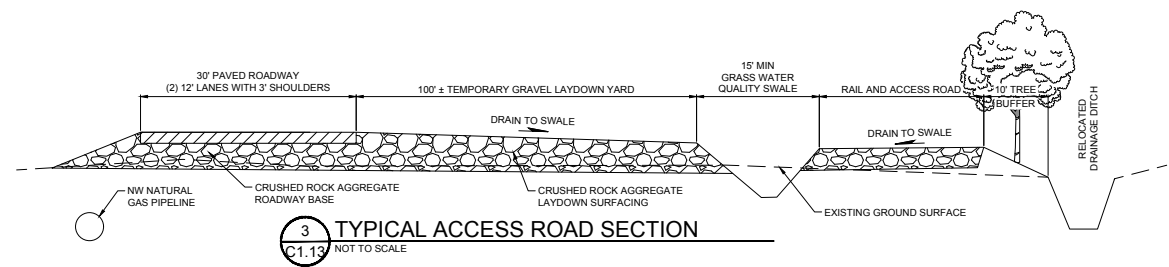 30' PAVED ROADWAY
(2) 12' LANES WITH 3' SHOULDERS
100' ± TEMPORARY GRAVEL LAYDOWN YARD
15' MIN
GRASS WATER
QUALITY SWALE
RAIL AND ACCESS ROAD
10' TREE
BUFFER
DRAIN TO SWALE
DRAIN TO SWALE
RELOCATED
DRAINAGE DITCH
NW NATURAL
GAS PIPELINE
CRUSHED ROCK AGGREGATE
ROADWAY BASE
CRUSHED ROCK AGGREGATE
LAYDOWN SURFACING
EXISTING GROUND SURFACE
3
C1.13
TYPICAL ACCESS ROAD SECTION
NOT TO SCALE